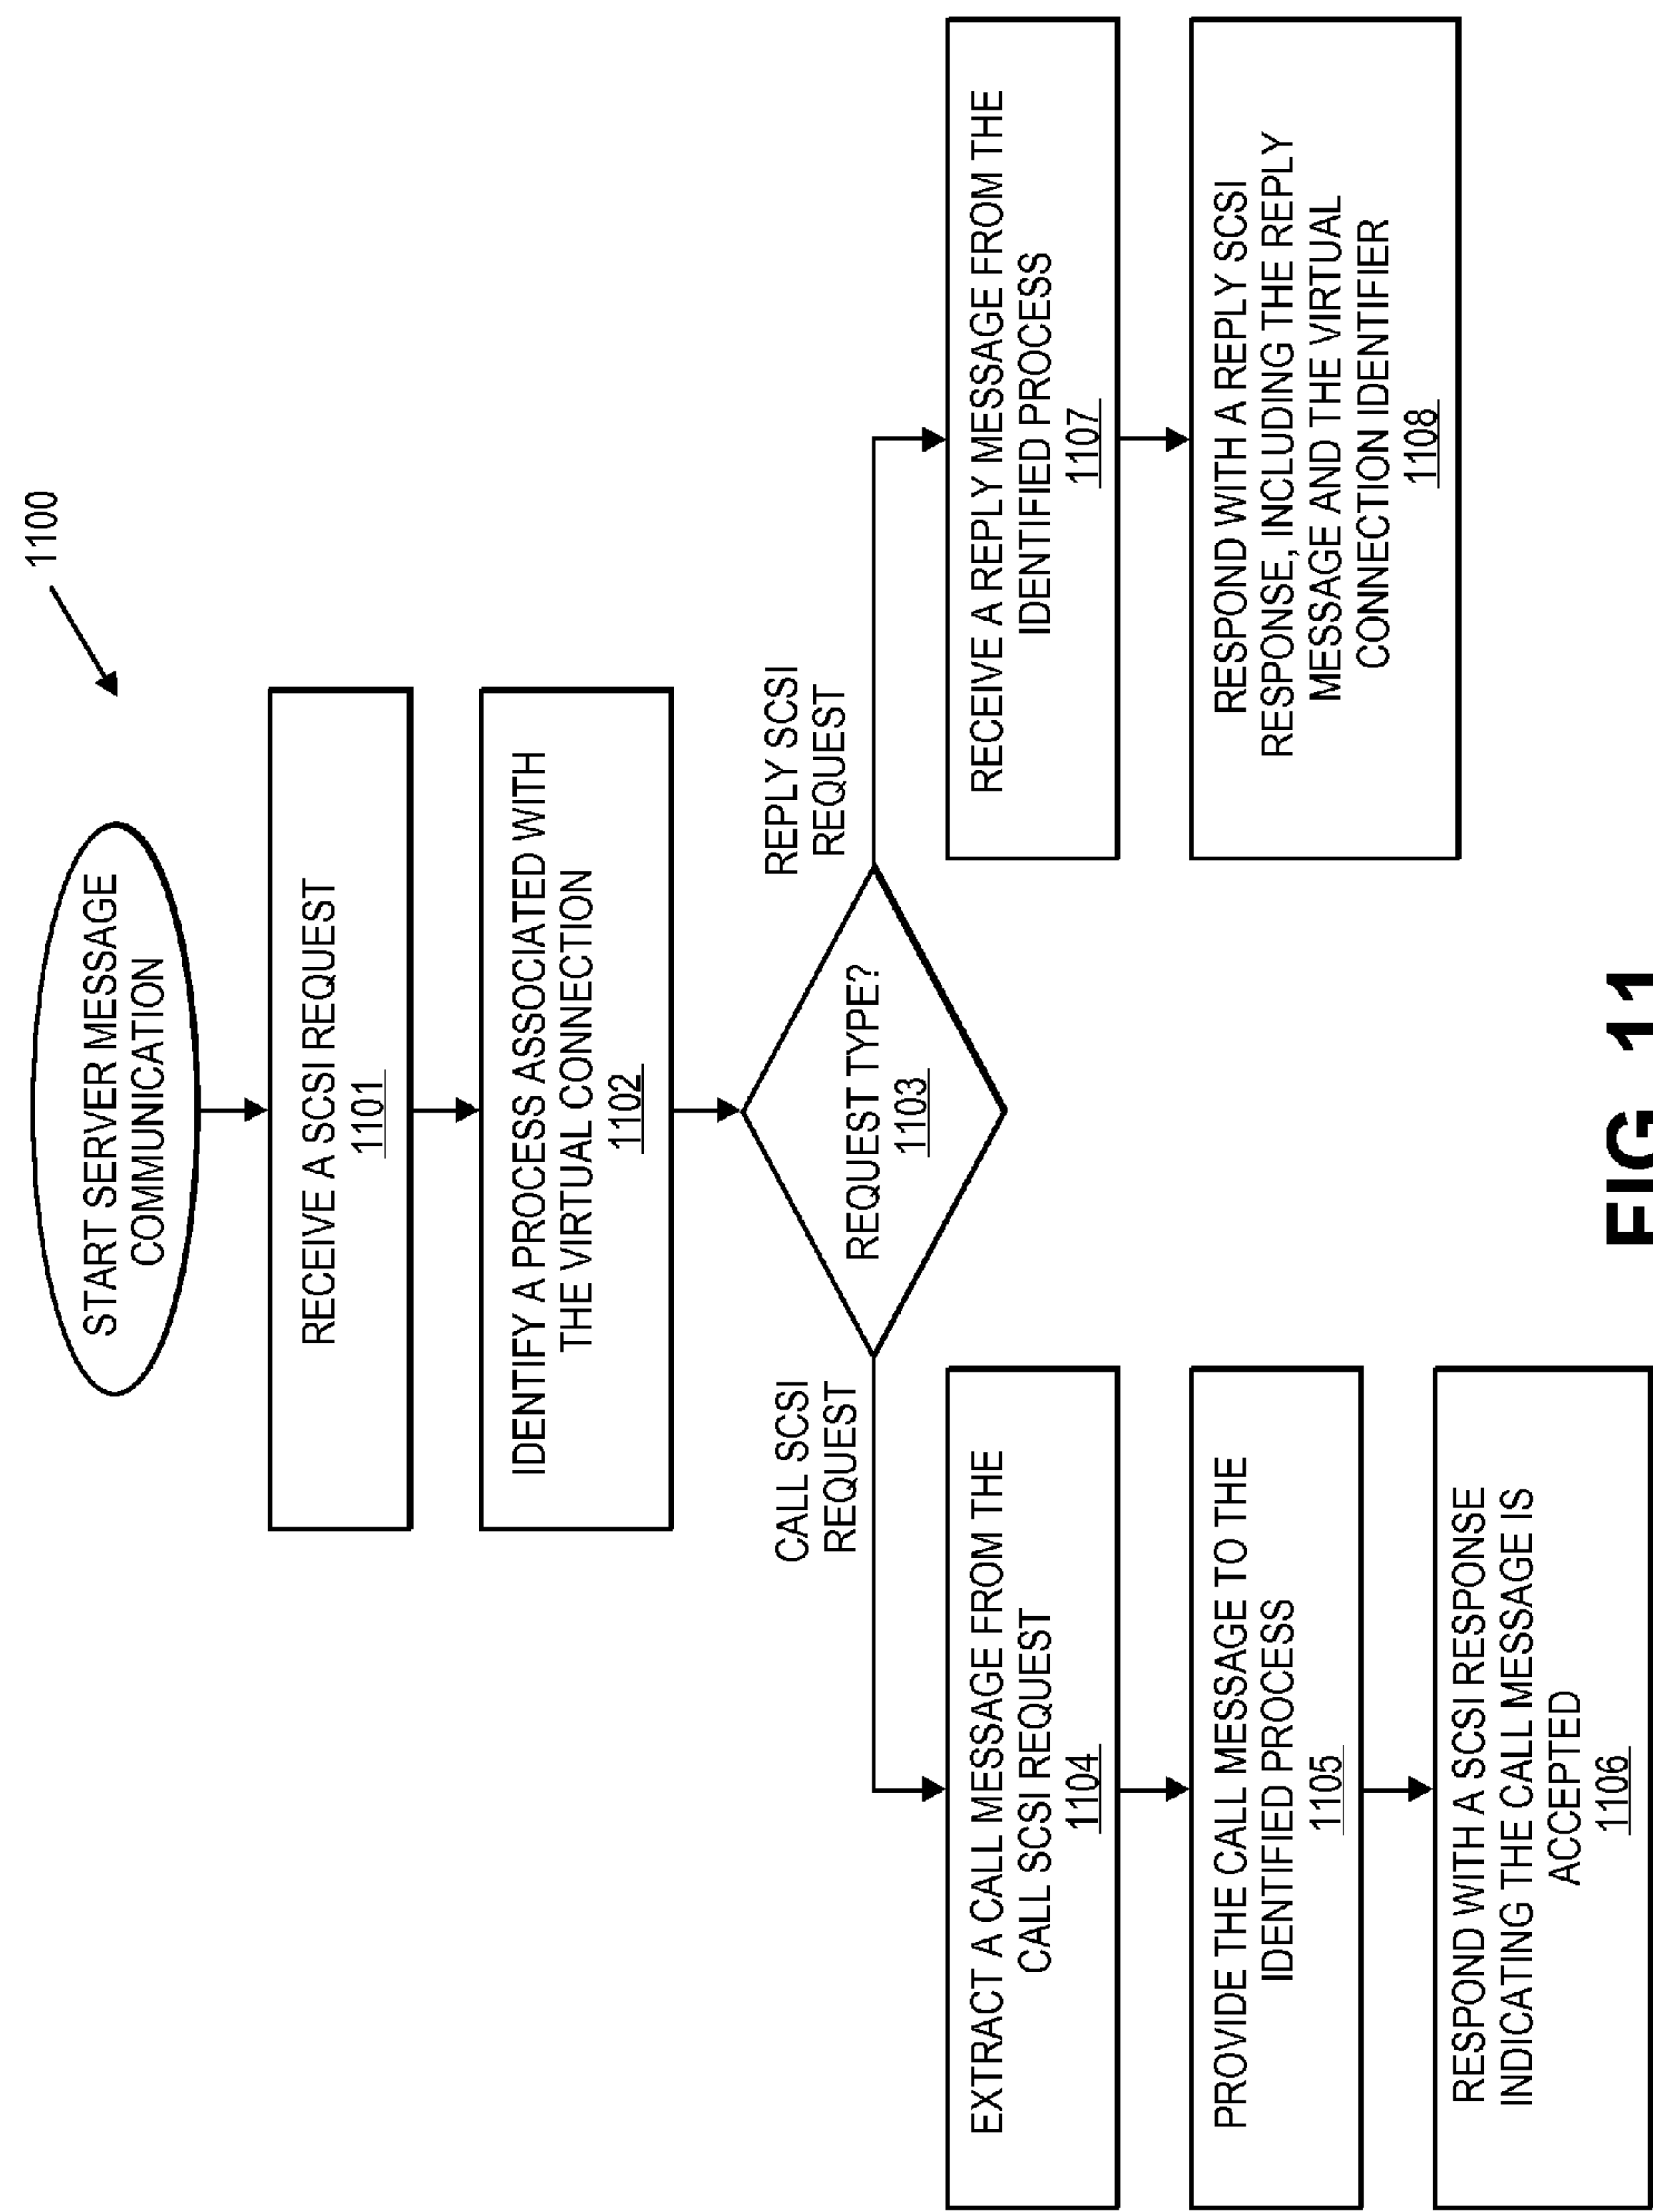 1100
START SERVER MESSAGE
COMMUNICATION
RECEIVE A SCSI REQUEST
1101
IDENTIFY A PROCESS ASSOCIATED WITH
THE VIRTUAL CONNECTION
1102
REQUEST TYPE?
1103
CALL SCSI
REQUEST
REPLY SCSI
REQUEST
EXTRACT A CALL MESSAGE FROM THE
CALL SCSI REQUEST
1104
PROVIDE THE CALL MESSAGE TO THE
IDENTIFIED PROCESS
1105
RESPOND WITH A SCSI RESPONSE
INDICATING THE CALL MESSAGE IS
ACCEPTED
1106
RECEIVE A REPLY MESSAGE FROM THE
IDENTIFIED PROCESS
1107
RESPOND WITH A REPLY SCSI
RESPONSE, INCLUDING THE REPLY
MESSAGE AND THE VIRTUAL
CONNECTION IDENTIFIER
1108
FIG. 11